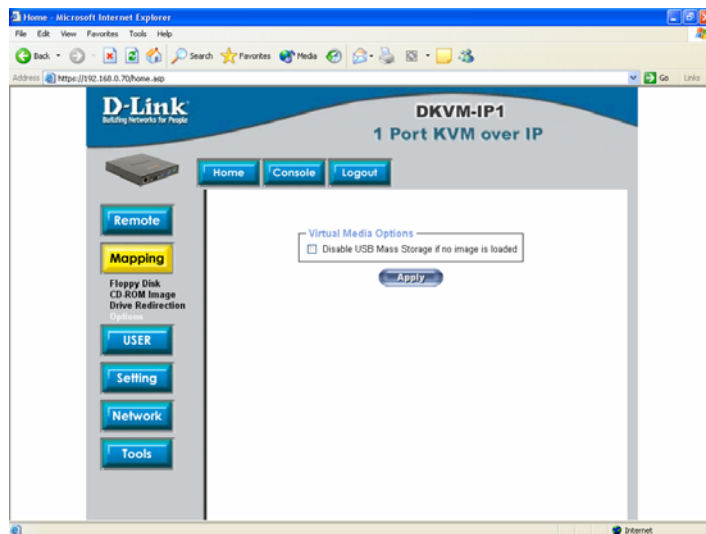 Home - Microsoft Internet Explorer
File Edit View Favorites Tools Help
Back Search Favorites Media
Address https://192.168.0.70/home.asp Go Links
D-Link
Building Networks for People
DKVM-IP1
1 Port KVM over IP
Home Console Logout
Remote
Mapping
Floppy Disk
CD-ROM Image
Drive Redirection
Options
USER
Setting
Network
Tools
Virtual Media Options
Disable USB Mass Storage if no image is loaded
Apply
Internet